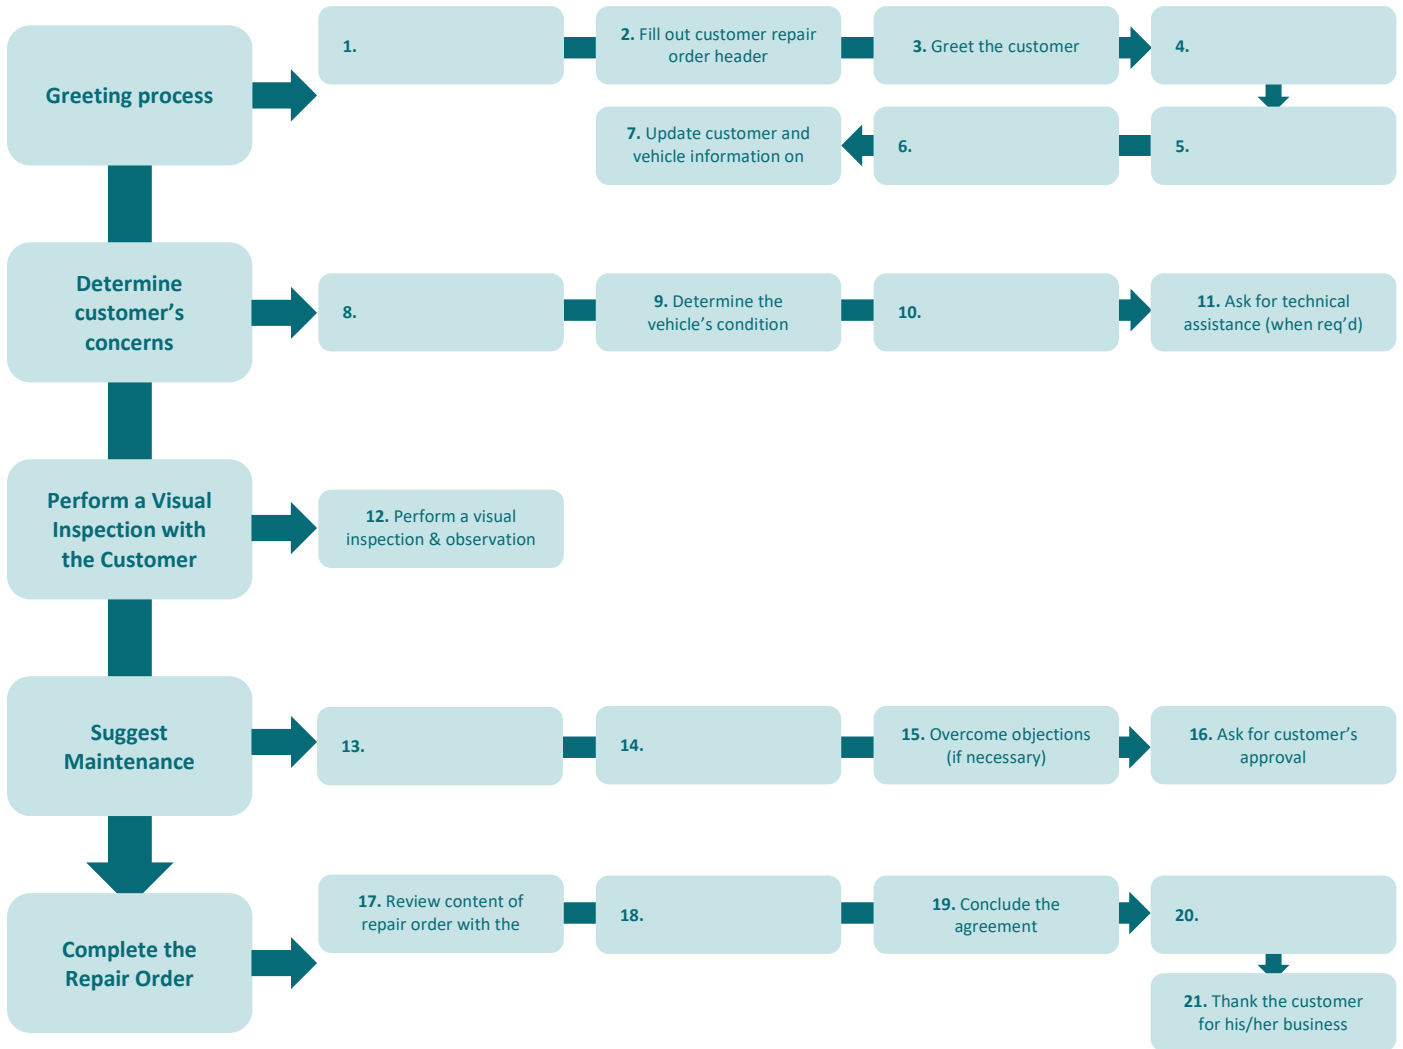 Greeting process
1.
2. Fill out customer repair
order header
3. Greet the customer
4.
7. Update customer and
vehicle information on
6.
5.
Determine
customer’s
concerns
8.
9. Determine the
vehicle’s condition
10.
11. Ask for technical
assistance (when req’d)
Perform a Visual
Inspection with
the Customer
12. Perform a visual
inspection & observation
Suggest
Maintenance
13.
14.
15. Overcome objections
(if necessary)
16. Ask for customer’s
approval
Complete the
Repair Order
17. Review content of
repair order with the
18.
19. Conclude the
agreement
20.
21. Thank the customer
for his/her business